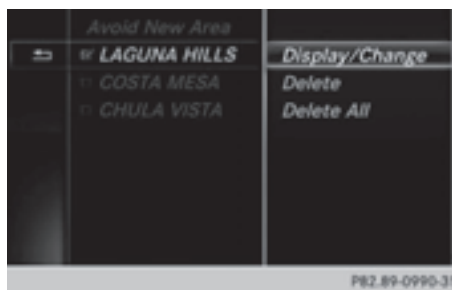 Avoid New Area
LAGUNA HILLS
COSTA MESA
CHULA VISTA
Display/Change
Delete
Delete All
P82.89-0990-31